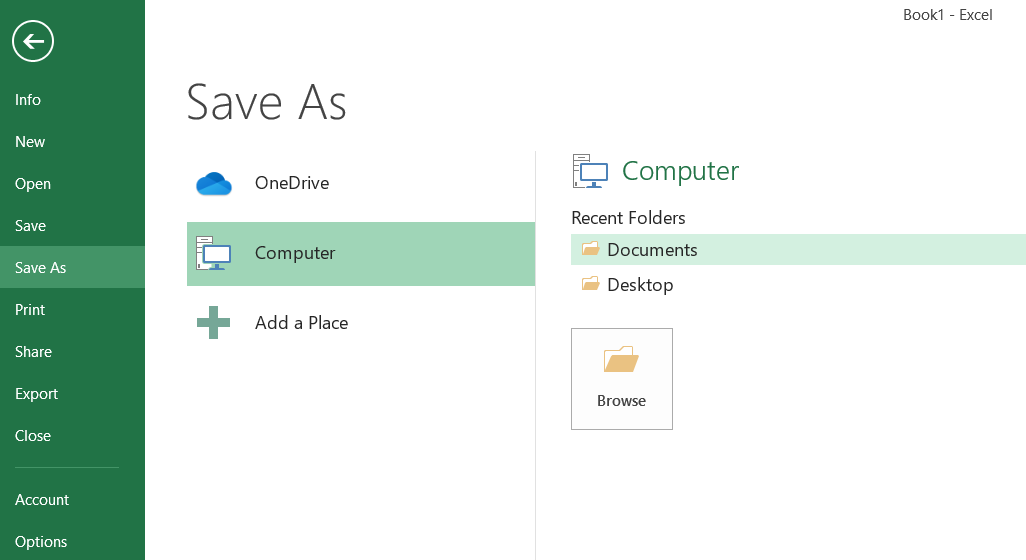 Book1 - Excel
Info
New
Open
Save
Save As
Print
Share
Export
Close
Account
Options
Save As
OneDrive
Computer
Add a Place
Computer
Recent Folders
Documents
Desktop
Browse